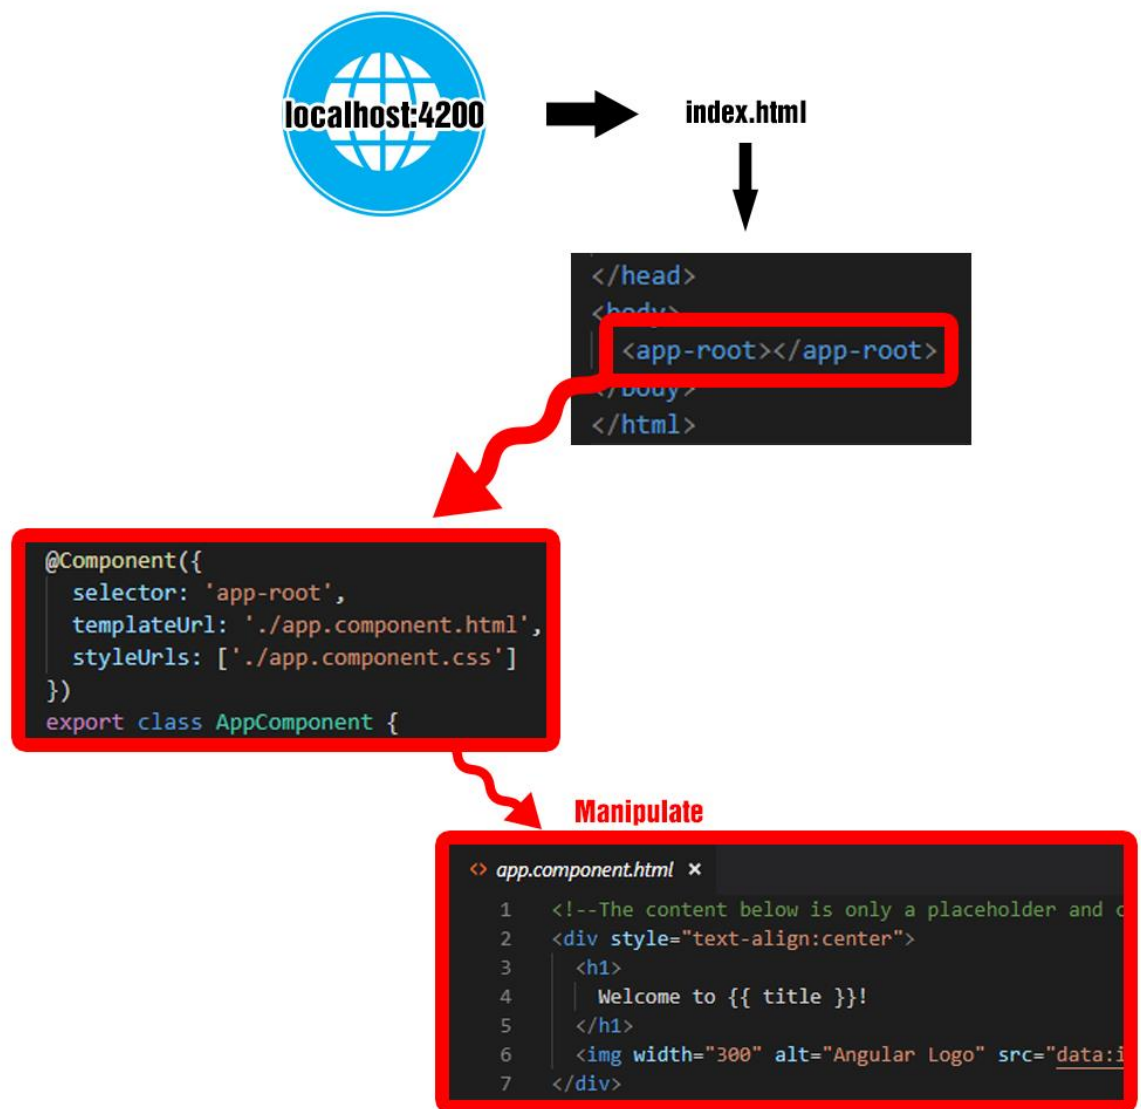 localhost:4200
index.html
</head>
<body>
<app-root></app-root>
</body>
</html>
@Component({
selector: 'app-root',
templateUrl: './app.component.html',
styleUrls: ['./app.component.css']
})
export class AppComponent {
Manipulate
<> app.component.html ×
1 <!--The content below is only a placeholder and c
2 <div style="text-align:center">
3 <h1>
4 Welcome to {{ title }}!
5 </h1>
6 <img width="300" alt="Angular Logo" src="data:i
7 </div>